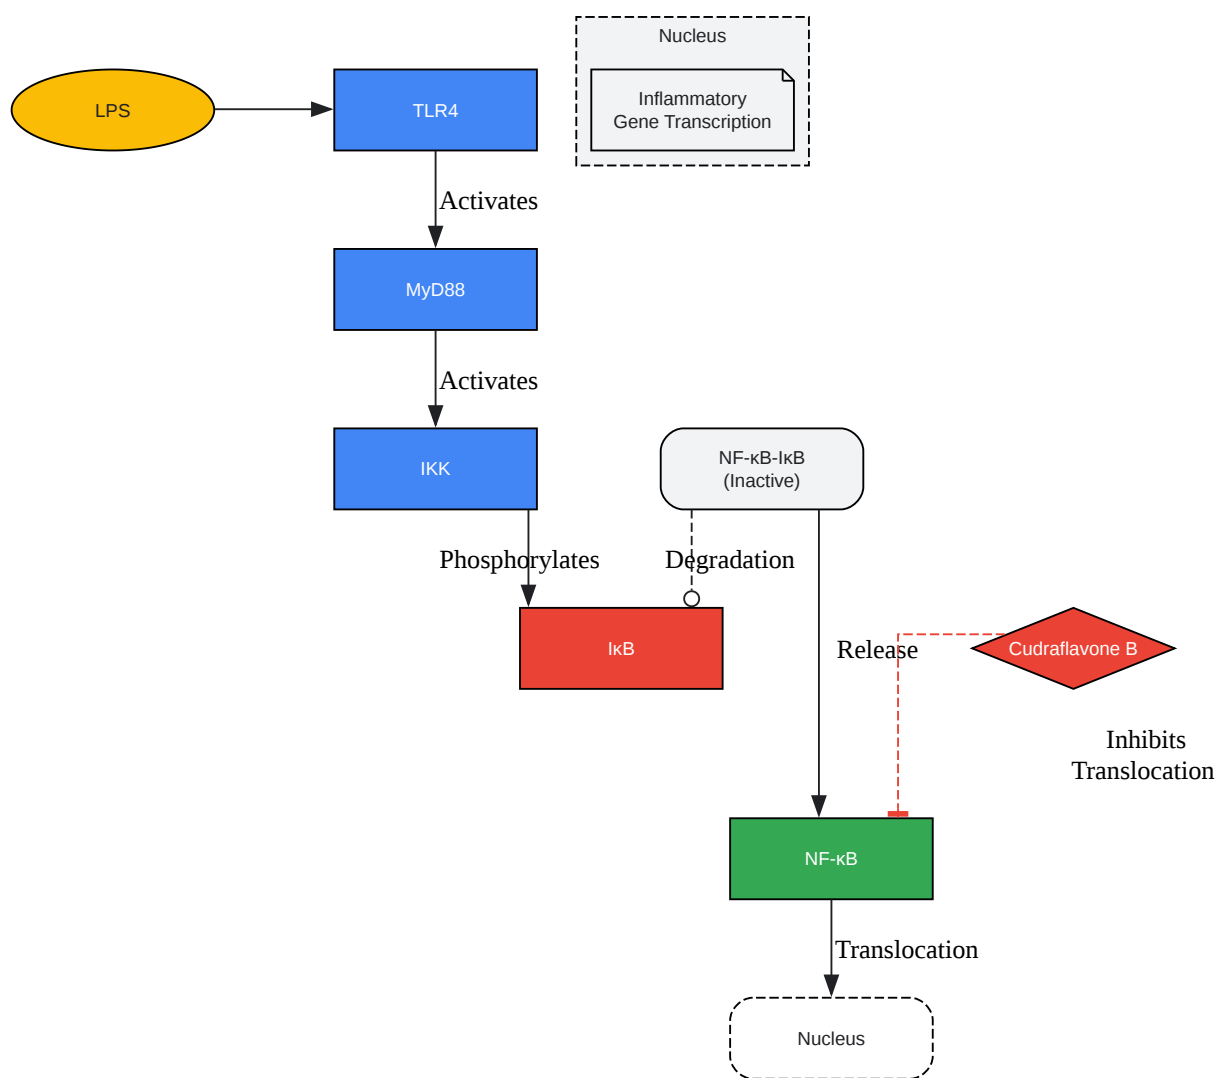 Nucleus
LPS
TLR4
Inflammatory
Gene Transcription
Activates
MyD88
Activates
IKK
NF-κB-IκB
(Inactive)
Phosphorylates
Degradation
IκB
Release
Cudraflavone B
Inhibits
Translocation
NF-κB
Translocation
Nucleus